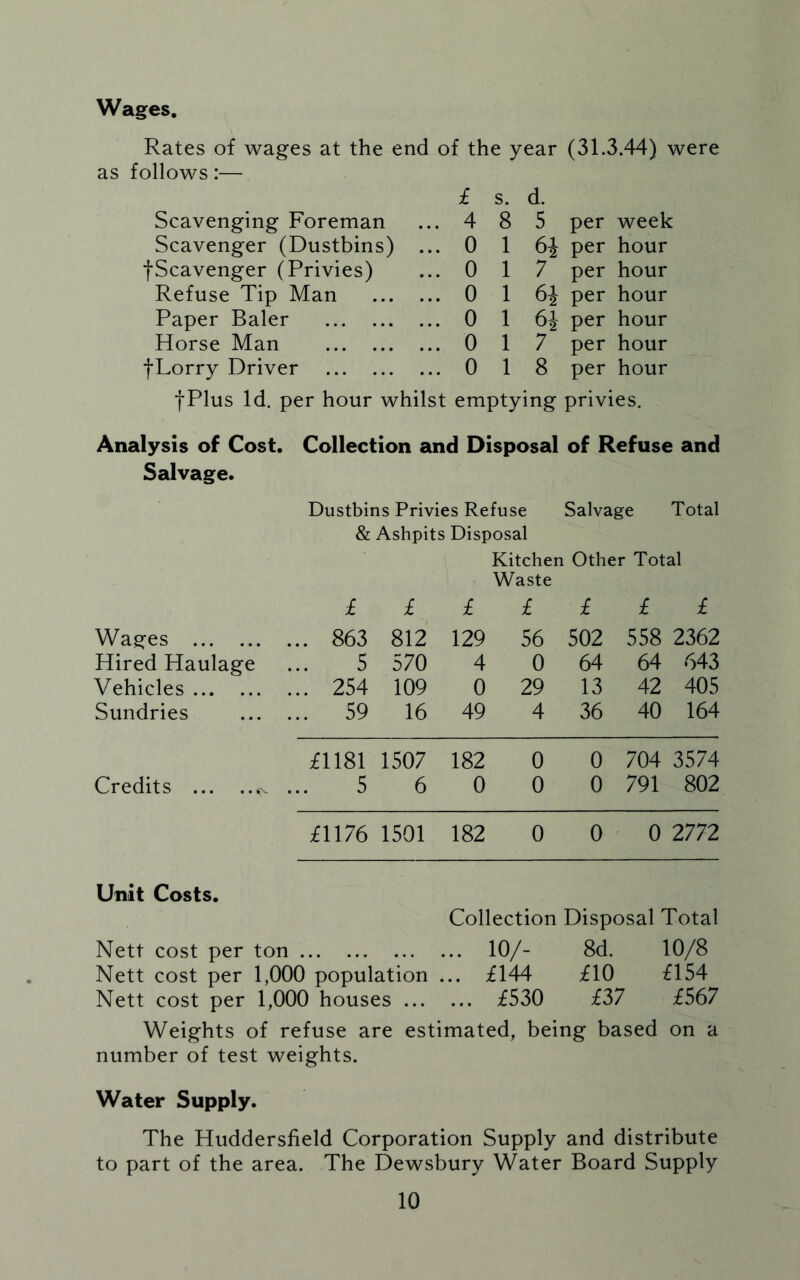 Wages.
Rates of wages at the end of the year (31.3.44) were
as follows :—
£ s. d.
Scavenging Foreman ... 4 8 5 per week
Scavenger (Dustbins) ... 0 1 6½ per hour
†Scavenger (Privies) ... 0 1 7 per hour
Refuse Tip Man ... ... 0 1 6½ per hour
Paper Baler ... ... ... 0 1 6½ per hour
Horse Man ... ... ... 0 1 7 per hour
†Lorry Driver ... ... ... 0 1 8 per hour
†Plus 1d. per hour whilst emptying privies.
Analysis of Cost. Collection and Disposal of Refuse and
Salvage.
Dustbins Privies Refuse Salvage Total
& Ashpits Disposal
Kitchen Other Total
Waste
£ £ £ £ £ £ £
Wages ... ... ... 863 812 129 56 502 558 2362
Hired Haulage ... 5 570 4 0 64 64 643
Vehicles ... ... ... 254 109 0 29 13 42 405
Sundries ... ... 59 16 49 4 36 40 164
£1181 1507 182 0 0 704 3574
Credits ... ... ... 5 6 0 0 0 791 802
£1176 1501 182 0 0 0 2772
Unit Costs.
Collection Disposal Total
Nett cost per ton ... ... ... ... 10/- 8d. 10/8
Nett cost per 1,000 population ... £144 £10 £154
Nett cost per 1,000 houses ... ... £530 £37 £567
Weights of refuse are estimated, being based on a
number of test weights.
Water Supply.
The Huddersfield Corporation Supply and distribute
to part of the area. The Dewsbury Water Board Supply
10